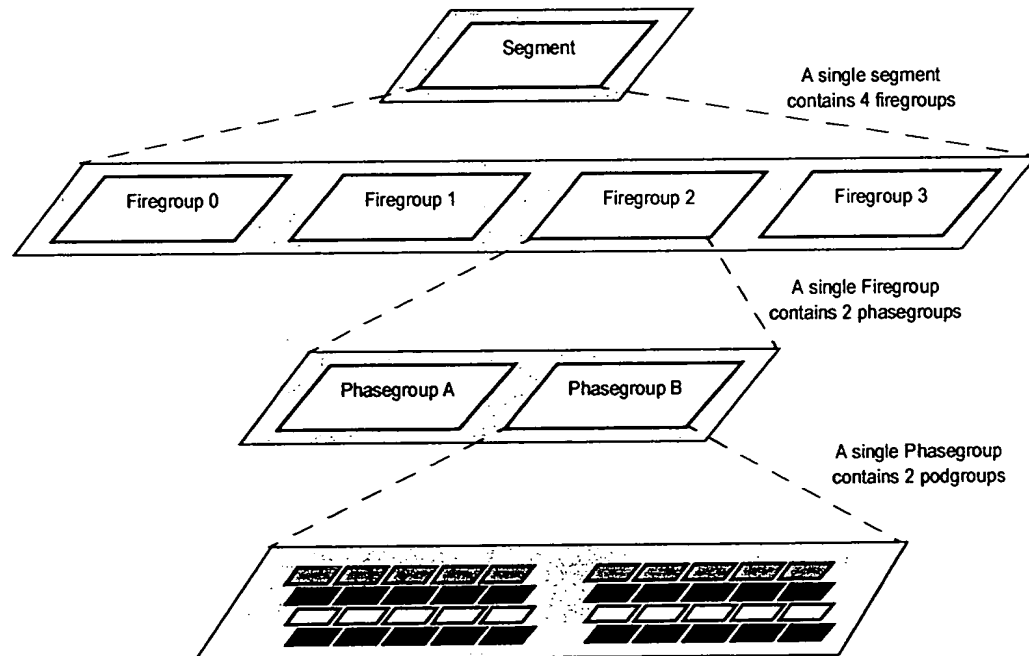 Segment
A single segment
contains 4 firegroups
Firegroup 0
Firegroup 1
Firegroup 2
Firegroup 3
A single Firegroup
contains 2 phasegroups
Phasegroup A
Phasegroup B
A single Phasegroup
contains 2 podgroups